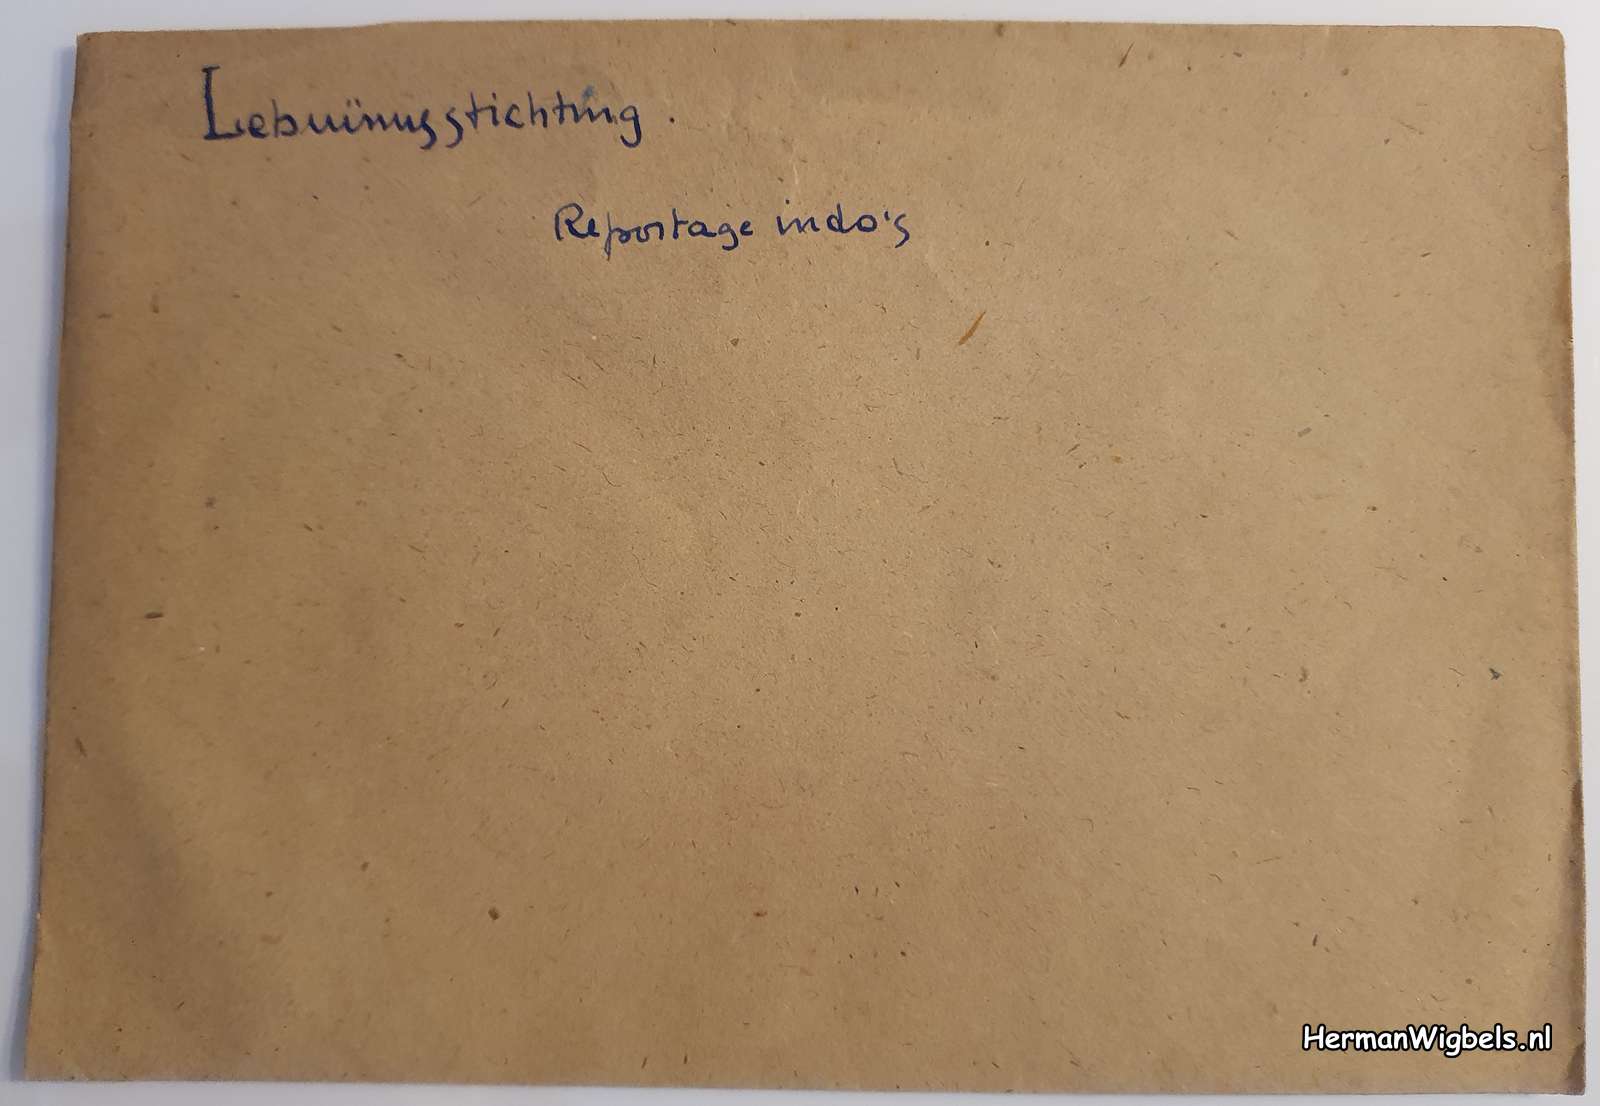 Lebuïnusstichting.
Reportage indo's
HermanWigbels.nl